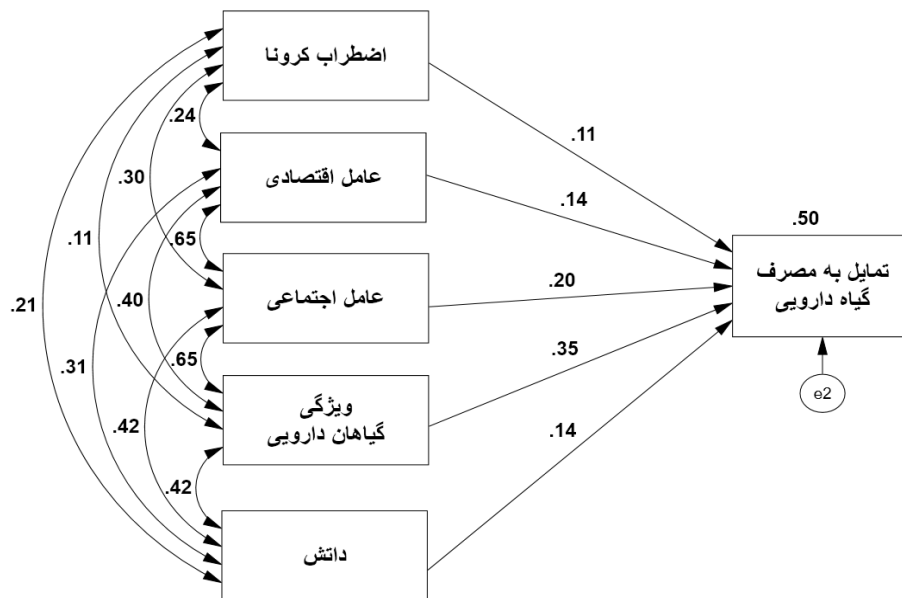 اضطراب کرونا
.24
عامل اقتصادی
.30
.11
.65
.11
.14
.50
تمایل به مصرف
گیاه دارویی
عامل اجتماعی
.20
.21
.40
.31
.65
.35
ویژگی
گیاهان دارویی
e2
.42
.42
.14
داتش